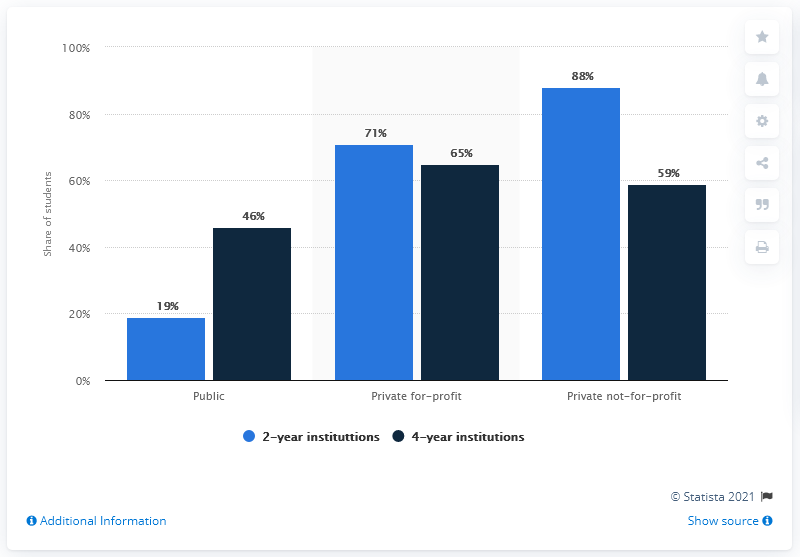 100%
88%
80%
71%
65%
59%
60%
46%
40%
19%
20%
0%
Share of students
Public
Private for-profit
Private not-for-profit
2-year instituttions
4-year institutions
© Statista 2021
Additional Information
Show source